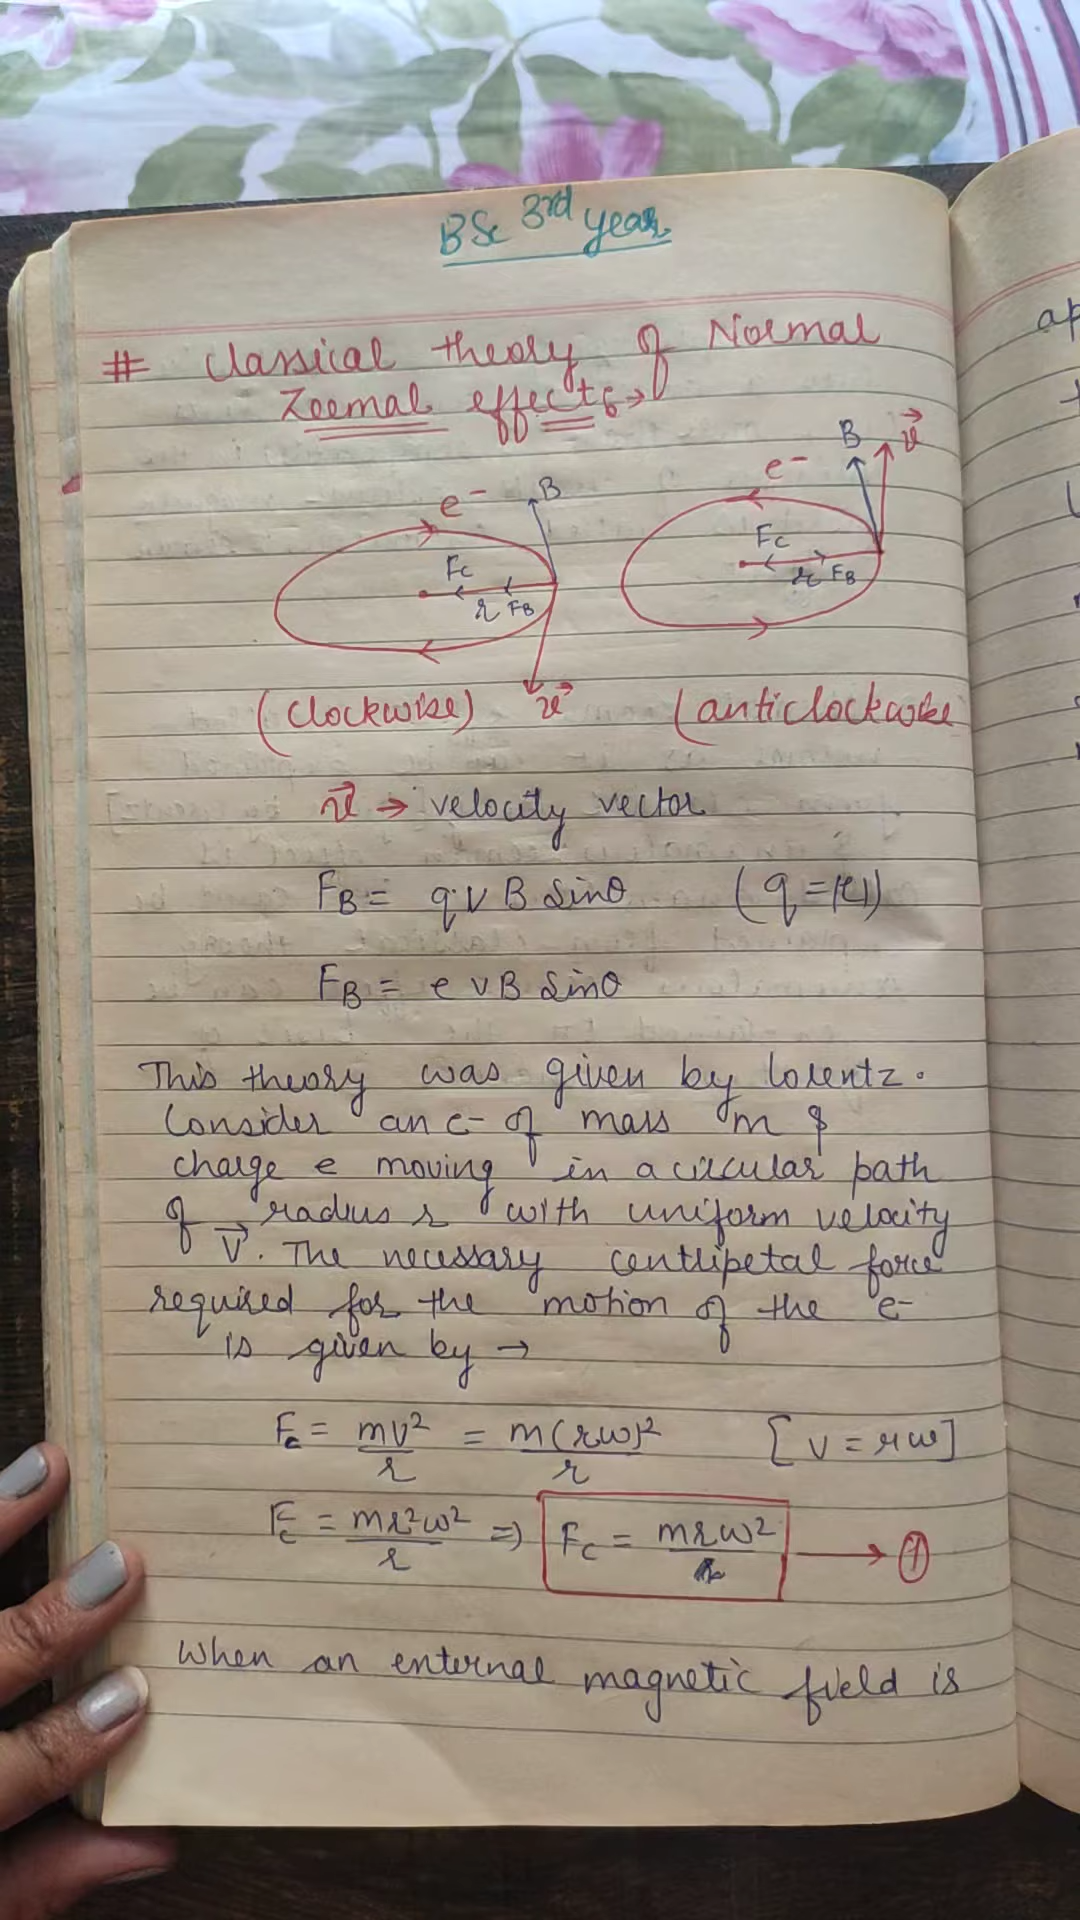 BSc 3rd year
# Classical theory of Normal
Zeemal effect :→
e⁻ B
Fc
r FB
(clockwise) v⃗
B v⃗
e⁻
Fc
r FB
(anticlockwise
v⃗ → velocity vector
FB = qvB Sinθ (q = |e|)
FB = evB Sinθ
This theory was given by Lorentz.
Consider an e- of mass m &
charge e moving in a circular path
of radius r with uniform velocity
V⃗. The necessary centripetal force
required for the motion of the e-
is given by →
Fc = mv²/r = m(rω)²/r [v = rω]
Fc = mr²ω²/r ⇒ Fc = mrω² → ①
When an enternal magnetic field is
ap